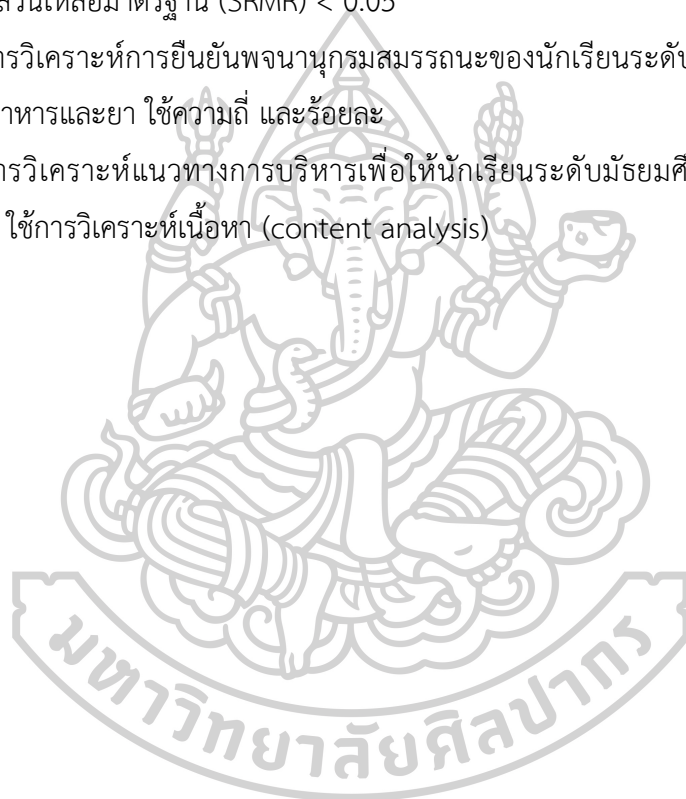 ส่วนเหลือมาตรฐาน (SRMR) < 0.05
ารวิเคราะห์การยืนยันพจนานุกรมสมรรถนะของนักเรียนระดับ
าหารและยา ใช้ความถี่ และร้อยละ
ารวิเคราะห์แนวทางการบริหารเพื่อให้นักเรียนระดับมัธยมศึ
ใช้การวิเคราะห์เนื้อหา (content analysis)
มหาวิทยาลัยศิลปากร